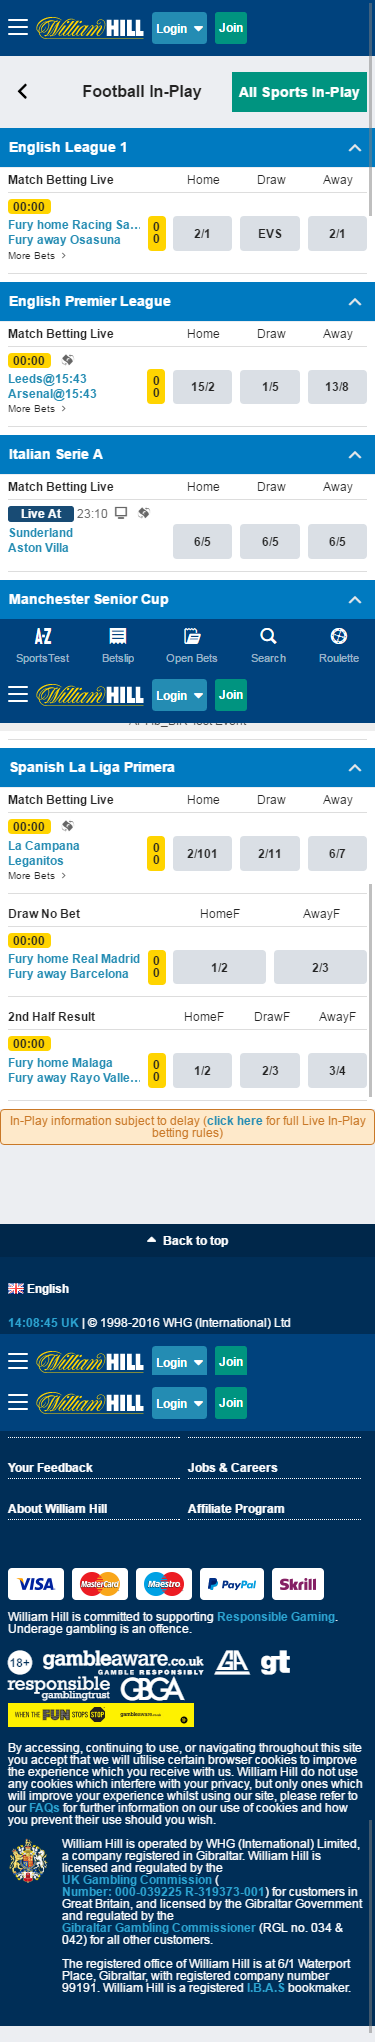 William HILL Login Join
Football In-Play All Sports In-Play
English League 1
Match Betting Live Home Draw Away
00:00
Fury home Racing Sa... 0 2/1 EVS 2/1
Fury away Osasuna 0
More Bets >
English Premier League
Match Betting Live Home Draw Away
00:00
Leeds@15:43 0 15/2 1/5 13/8
Arsenal@15:43 0
More Bets >
Italian Serie A
Match Betting Live Home Draw Away
Live At 23:10
Sunderland 6/5 6/5 6/5
Aston Villa
Manchester Senior Cup
A-Z
SportsTest Betslip Open Bets Search Roulette
William HILL Login Join
Spanish La Liga Primera
Match Betting Live Home Draw Away
00:00
La Campana 0 2/101 2/11 6/7
Leganitos 0
More Bets >
Draw No Bet HomeF AwayF
00:00
Fury home Real Madrid 0 1/2 2/3
Fury away Barcelona 0
2nd Half Result HomeF DrawF AwayF
00:00
Fury home Malaga 0 1/2 2/3 3/4
Fury away Rayo Valle... 0
In-Play information subject to delay (click here for full Live In-Play
betting rules)
Back to top
English
14:08:45 UK | © 1998-2016 WHG (International) Ltd
William HILL Login Join
William HILL Login Join
Your Feedback Jobs & Careers
About William Hill Affiliate Program
VISA MasterCard Maestro PayPal Skrill
William Hill is committed to supporting Responsible Gaming.
Underage gambling is an offence.
18+ gambleaware.co.uk GAMBLE RESPONSIBLY gt
responsible gamblingtrust GBGA
WHEN THE FUN STOPS STOP gambleaware.co.uk
By accessing, continuing to use, or navigating throughout this site
you accept that we will utilise certain browser cookies to improve
the experience which you receive with us. William Hill do not use
any cookies which interfere with your privacy, but only ones which
will improve your experience whilst using our site, please refer to
our FAQs for further information on our use of cookies and how
you prevent their use should you wish.
William Hill is operated by WHG (International) Limited,
a company registered in Gibraltar. William Hill is
licensed and regulated by the
UK Gambling Commission (
Number: 000-039225 R-319373-001) for customers in
Great Britain, and licensed by the Gibraltar Government
and regulated by the
Gibraltar Gambling Commissioner (RGL no. 034 &
042) for all other customers.
The registered office of William Hill is at 6/1 Waterport
Place, Gibraltar, with registered company number
99191. William Hill is a registered I.B.A.S bookmaker.